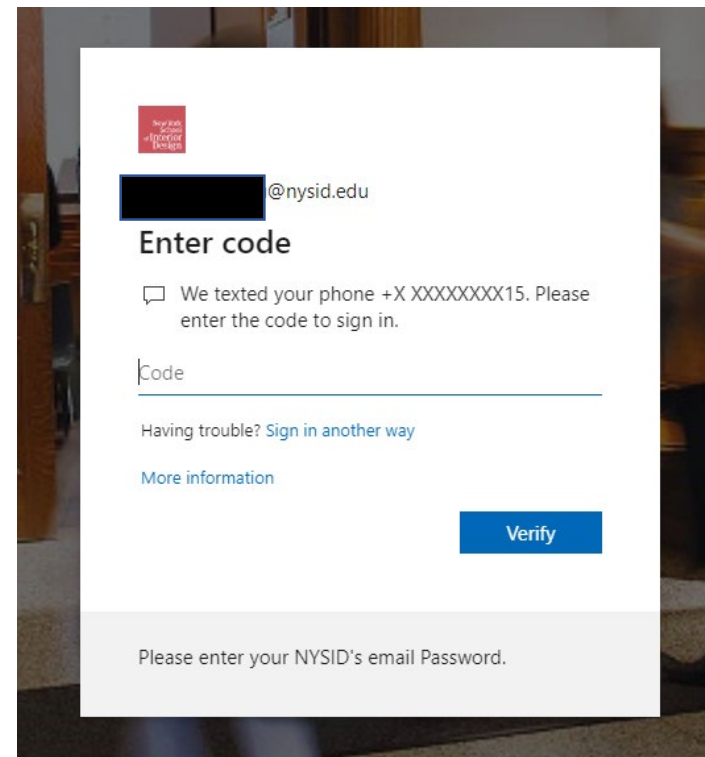 New York
School
of Interior
Design
@nysid.edu
Enter code
We texted your phone +X XXXXXXXX15. Please
enter the code to sign in.
Code
Having trouble? Sign in another way
More information
Verify
Please enter your NYSID's email Password.